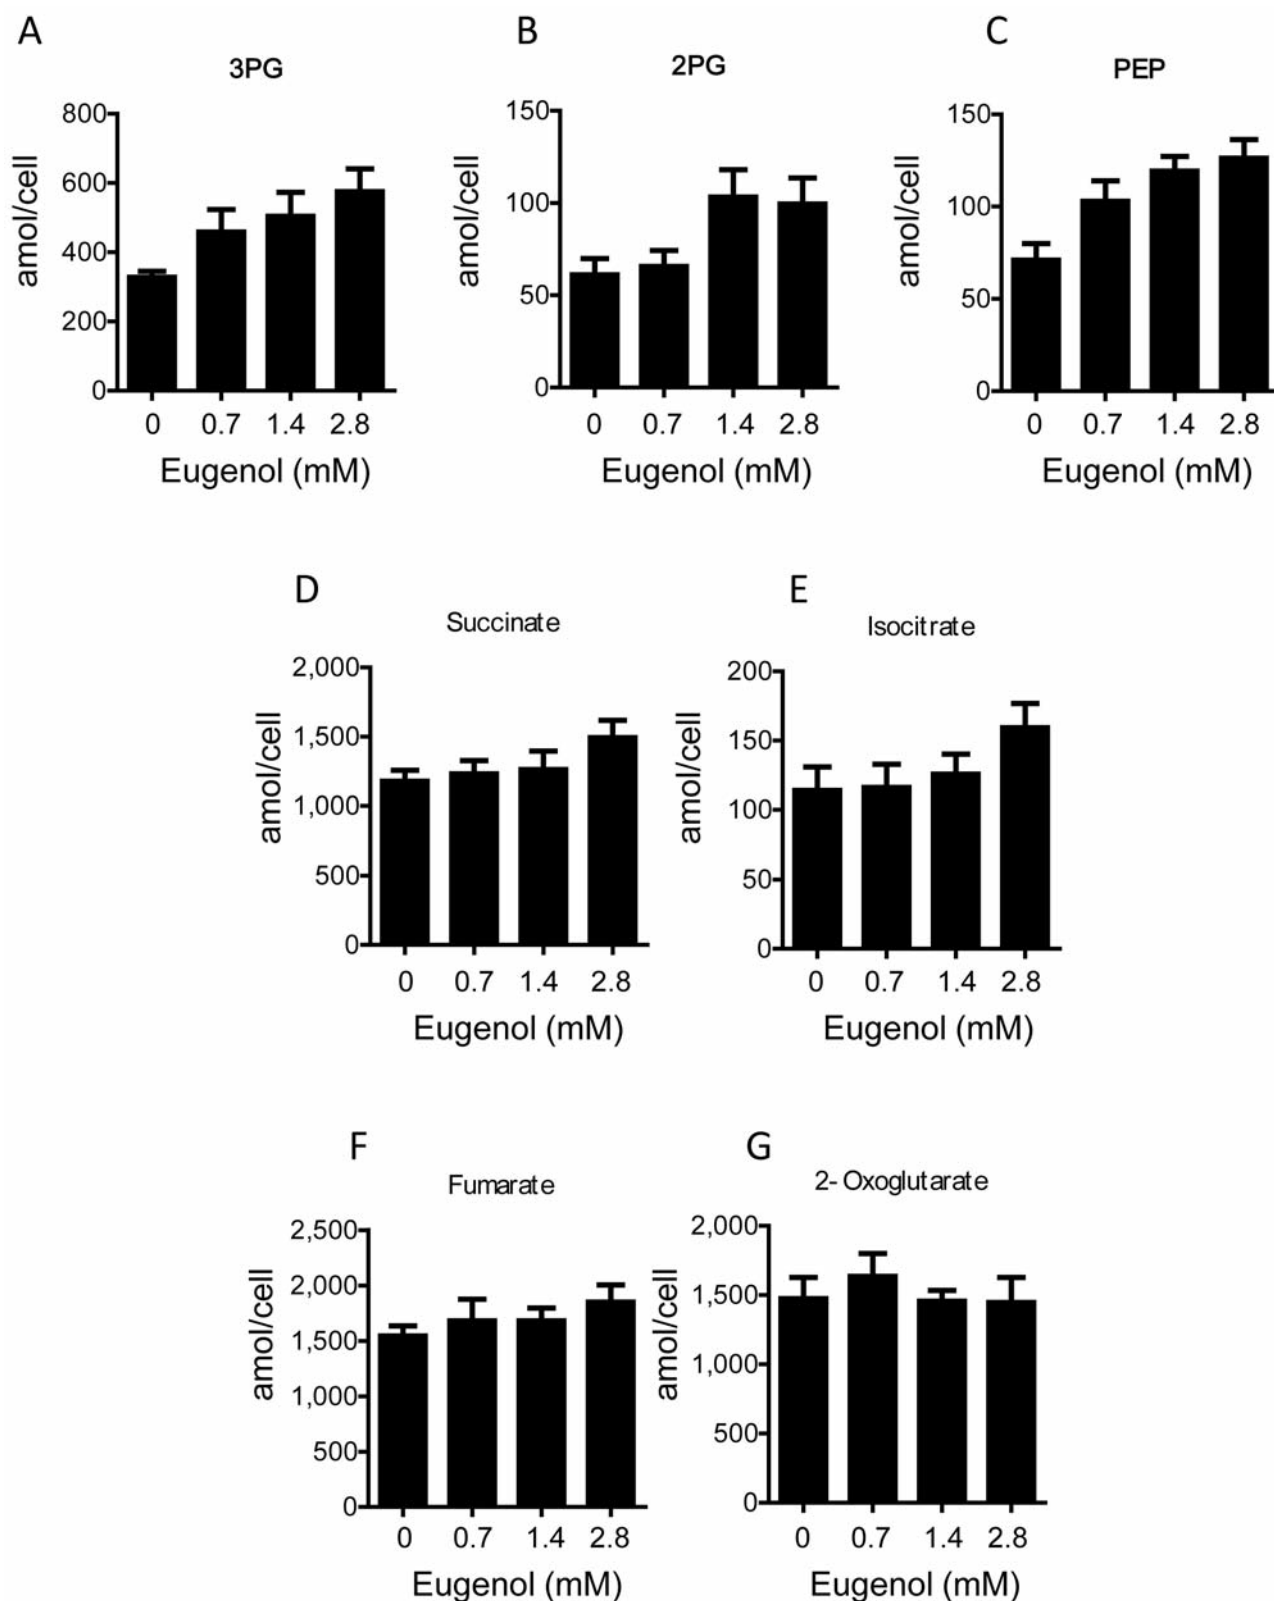 A
3PG
amol/cell
800
600
400
200
0
0 0.7 1.4 2.8
Eugenol (mM)
B
2PG
amol/cell
150
100
50
0
0 0.7 1.4 2.8
Eugenol (mM)
C
PEP
amol/cell
150
100
50
0
0 0.7 1.4 2.8
Eugenol (mM)
D
Succinate
amol/cell
2,000
1,500
1,000
500
0
0 0.7 1.4 2.8
Eugenol (mM)
E
Isocitrate
amol/cell
200
150
100
50
0
0 0.7 1.4 2.8
Eugenol (mM)
F
Fumarate
amol/cell
2,500
2,000
1,500
1,000
500
0
0 0.7 1.4 2.8
Eugenol (mM)
G
2- Oxoglutarate
amol/cell
2,000
1,500
1,000
500
0
0 0.7 1.4 2.8
Eugenol (mM)